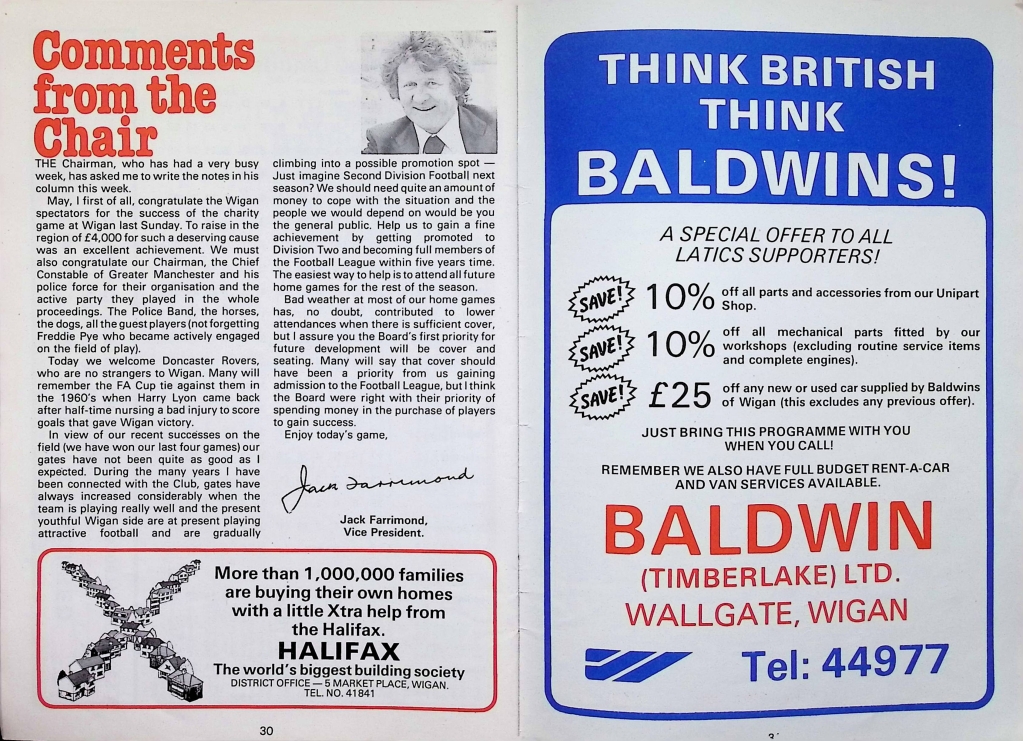 Comments
from the
Chair
THE Chairman, who has had a very busy
week, has asked me to write the notes in his
column this week.
May, I first of all, congratulate the Wigan
spectators for the success of the charity
game at Wigan last Sunday. To raise in the
region of £4,000 for such a deserving cause
was an excellent achievement. We must
also congratulate our Chairman, the Chief
Constable of Greater Manchester and his
police force for their organisation and the
active party they played in the whole
proceedings. The Police Band, the horses,
the dogs, all the guest players (not forgetting
Freddie Pye who became actively engaged
on the field of play).
Today we welcome Doncaster Rovers,
who are no strangers to Wigan. Many will
remember the FA Cup tie against them in
the 1960's when Harry Lyon came back
after half-time nursing a bad injury to score
goals that gave Wigan victory.
In view of our recent successes on the
field (we have won our last four games) our
gates have not been quite as good as I
expected. During the many years I have
been connected with the Club, gates have
always increased considerably when the
team is playing really well and the present
youthful Wigan side are at present playing
attractive football and are gradually
climbing into a possible promotion spot —
Just imagine Second Division Football next
season? We should need quite an amount of
money to cope with the situation and the
people we would depend on would be you
the general public. Help us to gain a fine
achievement by getting promoted to
Division Two and becoming full members of
the Football League within five years time.
The easiest way to help is to attend all future
home games for the rest of the season.
Bad weather at most of our home games
has, no doubt, contributed to lower
attendances when there is sufficient cover,
but I assure you the Board's first priority for
future development will be cover and
seating. Many will say that cover should
have been a priority from us gaining
admission to the Football League, but I think
the Board were right with their priority of
spending money in the purchase of players
to gain success.
Enjoy today's game,
Jack Farrimond
Jack Farrimond,
Vice President.
More than 1,000,000 families
are buying their own homes
with a little Xtra help from
the Halifax.
HALIFAX
The world's biggest building society
DISTRICT OFFICE — 5 MARKET PLACE, WIGAN.
TEL. NO. 41841
30
THINK BRITISH
THINK
BALDWINS!
A SPECIAL OFFER TO ALL
LATICS SUPPORTERS!
SAVE! 10% off all parts and accessories from our Unipart
Shop.
SAVE! 10% off all mechanical parts fitted by our
workshops (excluding routine service items
and complete engines).
SAVE! £25 off any new or used car supplied by Baldwins
of Wigan (this excludes any previous offer).
JUST BRING THIS PROGRAMME WITH YOU
WHEN YOU CALL!
REMEMBER WE ALSO HAVE FULL BUDGET RENT-A-CAR
AND VAN SERVICES AVAILABLE.
BALDWIN
(TIMBERLAKE) LTD.
WALLGATE, WIGAN
Tel: 44977